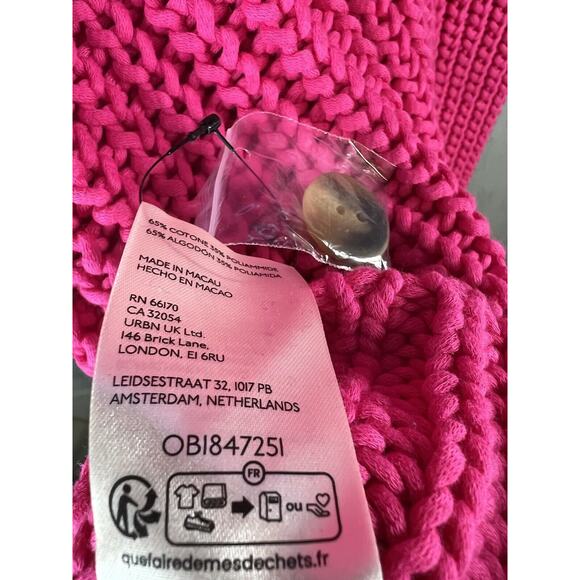 65% COTONE 35% POLIAMMIDE
65% ALGODÓN 35% POLIAMIDA
MADE IN MACAU
HECHO EN MACAO
RN 66170
CA 32054
URBN UK Ltd.
146 Brick Lane,
LONDON, E1 6RU
LEIDSESTRAAT 32, 1017 PB
AMSTERDAM, NETHERLANDS
OB1847251
FR
ou
quefairedemesdechets.fr